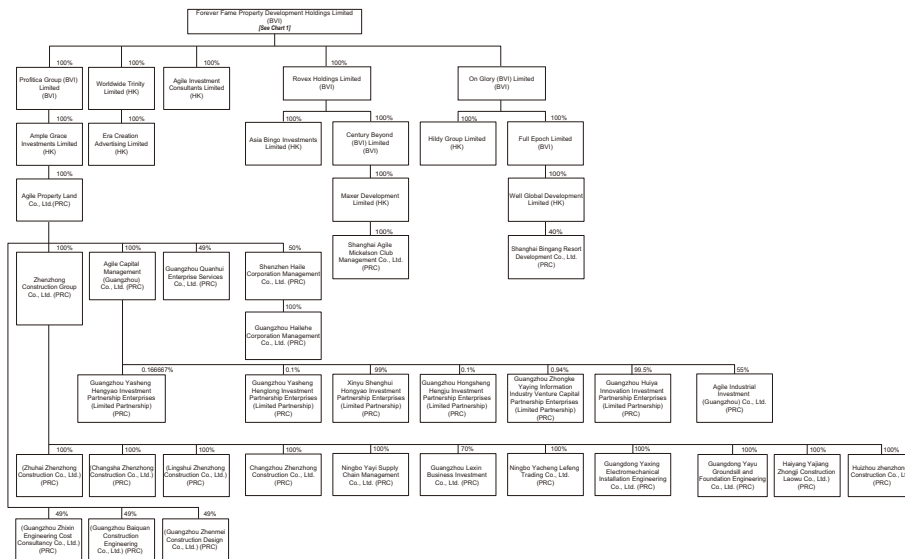 Forever Fame Property Development Holdings Limited
(BVI)
[See Chart 1]
100%
100%
100%
100%
100%
Profitica Group (BVI)
Limited
(BVI)
Worldwide Trinity
Limited (HK)
Agile Investment
Consultants Limited
(HK)
Rovex Holdings Limited
(BVI)
On Glory (BVI) Limited
(BVI)
100%
100%
100%
100%
100%
100%
Ample Grace
Investments Limited
(HK)
Era Creation
Advertising Limited
(HK)
Asia Bingo Investments
Limited (HK)
Century Beyond
(BVI) Limited
(BVI)
Hildy Group Limited
(HK)
Full Epoch Limited
(BVI)
100%
100%
100%
Agile Property Land
Co., Ltd.(PRC)
Maxer Development
Limited (HK)
Well Global Development
Limited (HK)
100%
40%
Shanghai Agile
Mickelson Club
Management Co., Ltd.
(PRC)
Shanghai Bingang Resort
Development Co., Ltd.
(PRC)
100%
100%
49%
50%
Zhenzhong
Construction Group
Co., Ltd. (PRC)
Agile Capital
Management
(Guangzhou) Co.,
Ltd. (PRC)
Guangzhou Quanhui
Enterprise Services
Co., Ltd. (PRC)
Shenzhen Haile
Corporation Management
Co., Ltd. (PRC)
100%
Guangzhou Hailehe
Corporation Management
Co., Ltd. (PRC)
0.166667%
0.1%
99%
0.1%
0.94%
99.5%
55%
Guangzhou Yasheng
Hengyao Investment
Partnership Enterprises
(Limited Partnership)
(PRC)
Guangzhou Yasheng
Henglong Investment
Partnership Enterprises
(Limited Partnership)
(PRC)
Xinyu Shenghui
Hongyao Investment
Partnership Enterprises
(Limited Partnership)
(PRC)
Guangzhou Hongsheng
Hengju Investment
Partnership Enterprises
(Limited Partnership)
(PRC)
Guangzhou Zhongke
Yaying Information
Industry Venture Capital
Partnership Enterprises
(Limited Partnership)
(PRC)
Guangzhou Huiya
Innovation Investment
Partnership Enterprises
(Limited Partnership)
(PRC)
Agile Industrial
Investment
(Guangzhou) Co., Ltd.
(PRC)
100%
100%
100%
100%
100%
70%
100%
100%
100%
100%
100%
(Zhuhai Zhenzhong
Construction Co., Ltd.)
(PRC)
(Changsha Zhenzhong
Construction Co., Ltd.)
(PRC)
(Lingshui Zhenzhong
Construction Co., Ltd.)
(PRC)
Changzhou Zhenzhong
Construction Co., Ltd.
(PRC)
Ningbo Yayi Supply
Chain Management
Co., Ltd. (PRC)
Guangzhou Lexin
Business Investment
Co., Ltd. (PRC)
Ningbo Yacheng Lefeng
Trading Co., Ltd.
(PRC)
Guangdong Yaxing
Electromechanical
Installation Engineering
Co., Ltd. (PRC)
Guangdong Yayu
Groundsill and
Foundation Engineering
Co., Ltd. (PRC)
Haiyang Yajiang
Zhongji Construction
Laowu Co., Ltd.)
(PRC)
Huizhou zhenzhong
Construction Co., Ltd.
(PRC)
49%
49%
49%
(Guangzhou Zhixin
Engineering Cost
Consultancy Co., Ltd.)
(PRC)
(Guangzhou Baiquan
Construction
Engineering
Co., Ltd.) (PRC)
(Guangzhou Zhenmei
Construction Design
Co., Ltd.) (PRC)